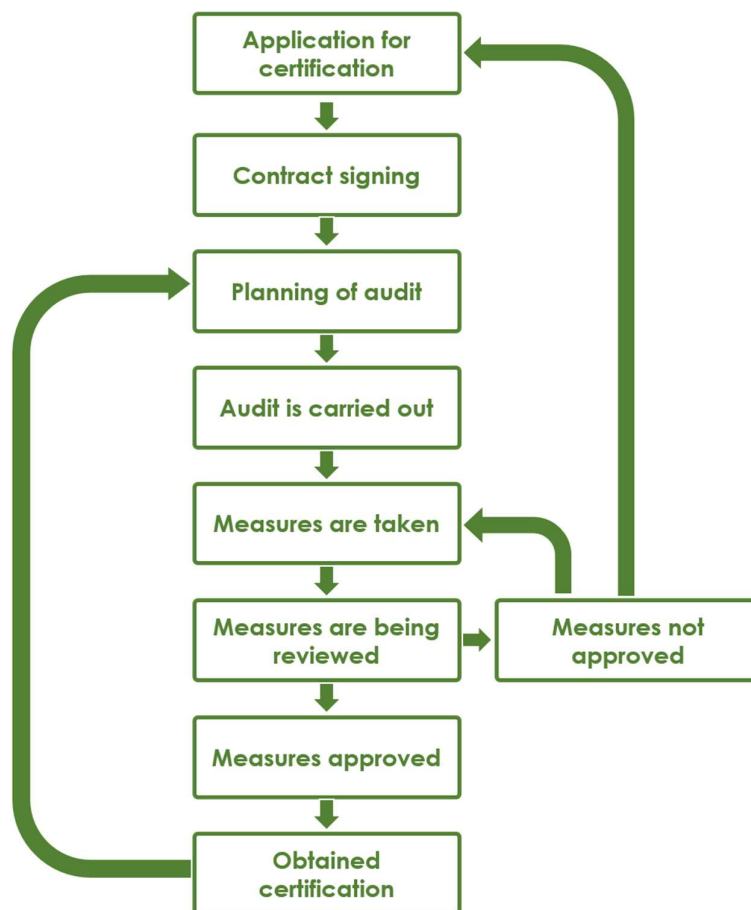 Application for
certification
Contract signing
Planning of audit
Audit is carried out
Measures are taken
Measures are being
reviewed
Measures not
approved
Measures approved
Obtained
certification